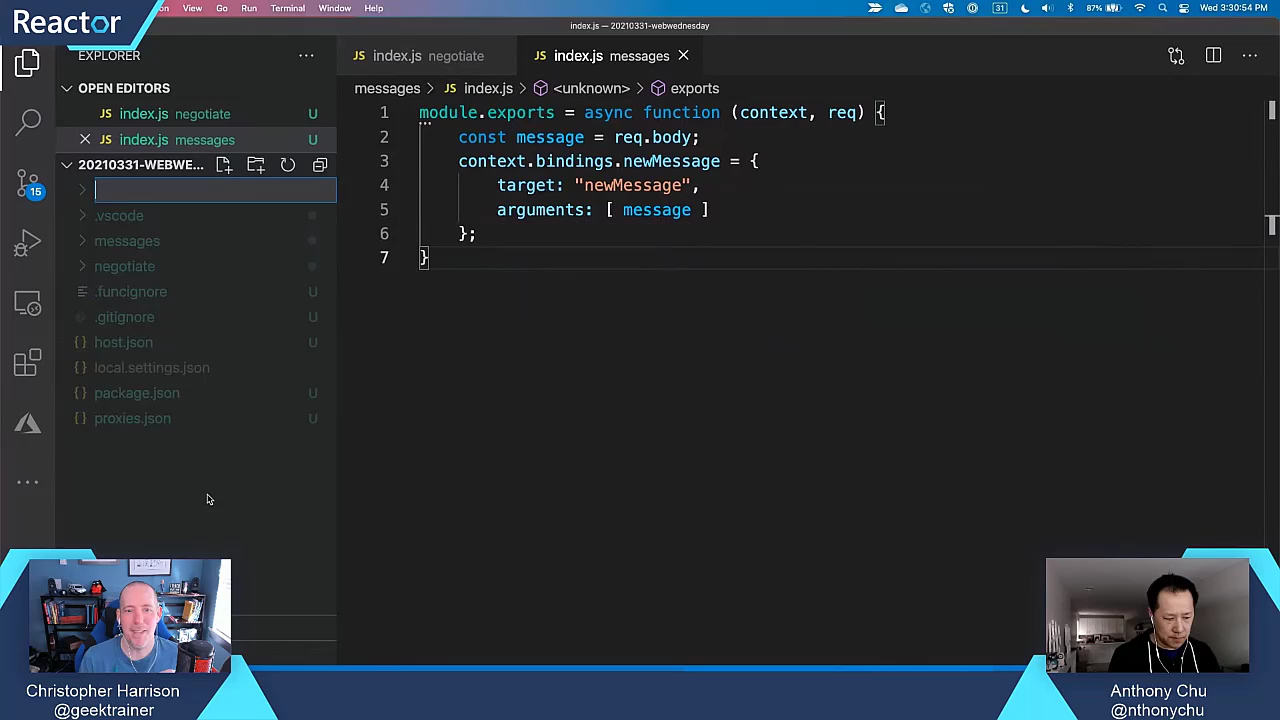 View Go Run Terminal Window Help
31 87% Wed 3:30:54 PM
Reactor
index.js — 20210331-webwednesday
EXPLORER
OPEN EDITORS
index.js negotiate U
index.js messages U
20210331-WEBWE...
.vscode
messages
negotiate
.funcignore U
.gitignore U
host.json U
local.settings.json
package.json U
proxies.json U
15
index.js negotiate
index.js messages
messages > index.js > <unknown> > exports
1 module.exports = async function (context, req) {
2 const message = req.body;
3 context.bindings.newMessage = {
4 target: "newMessage",
5 arguments: [ message ]
6 };
7 }
Christopher Harrison
@geektrainer
Anthony Chu
@nthonychu